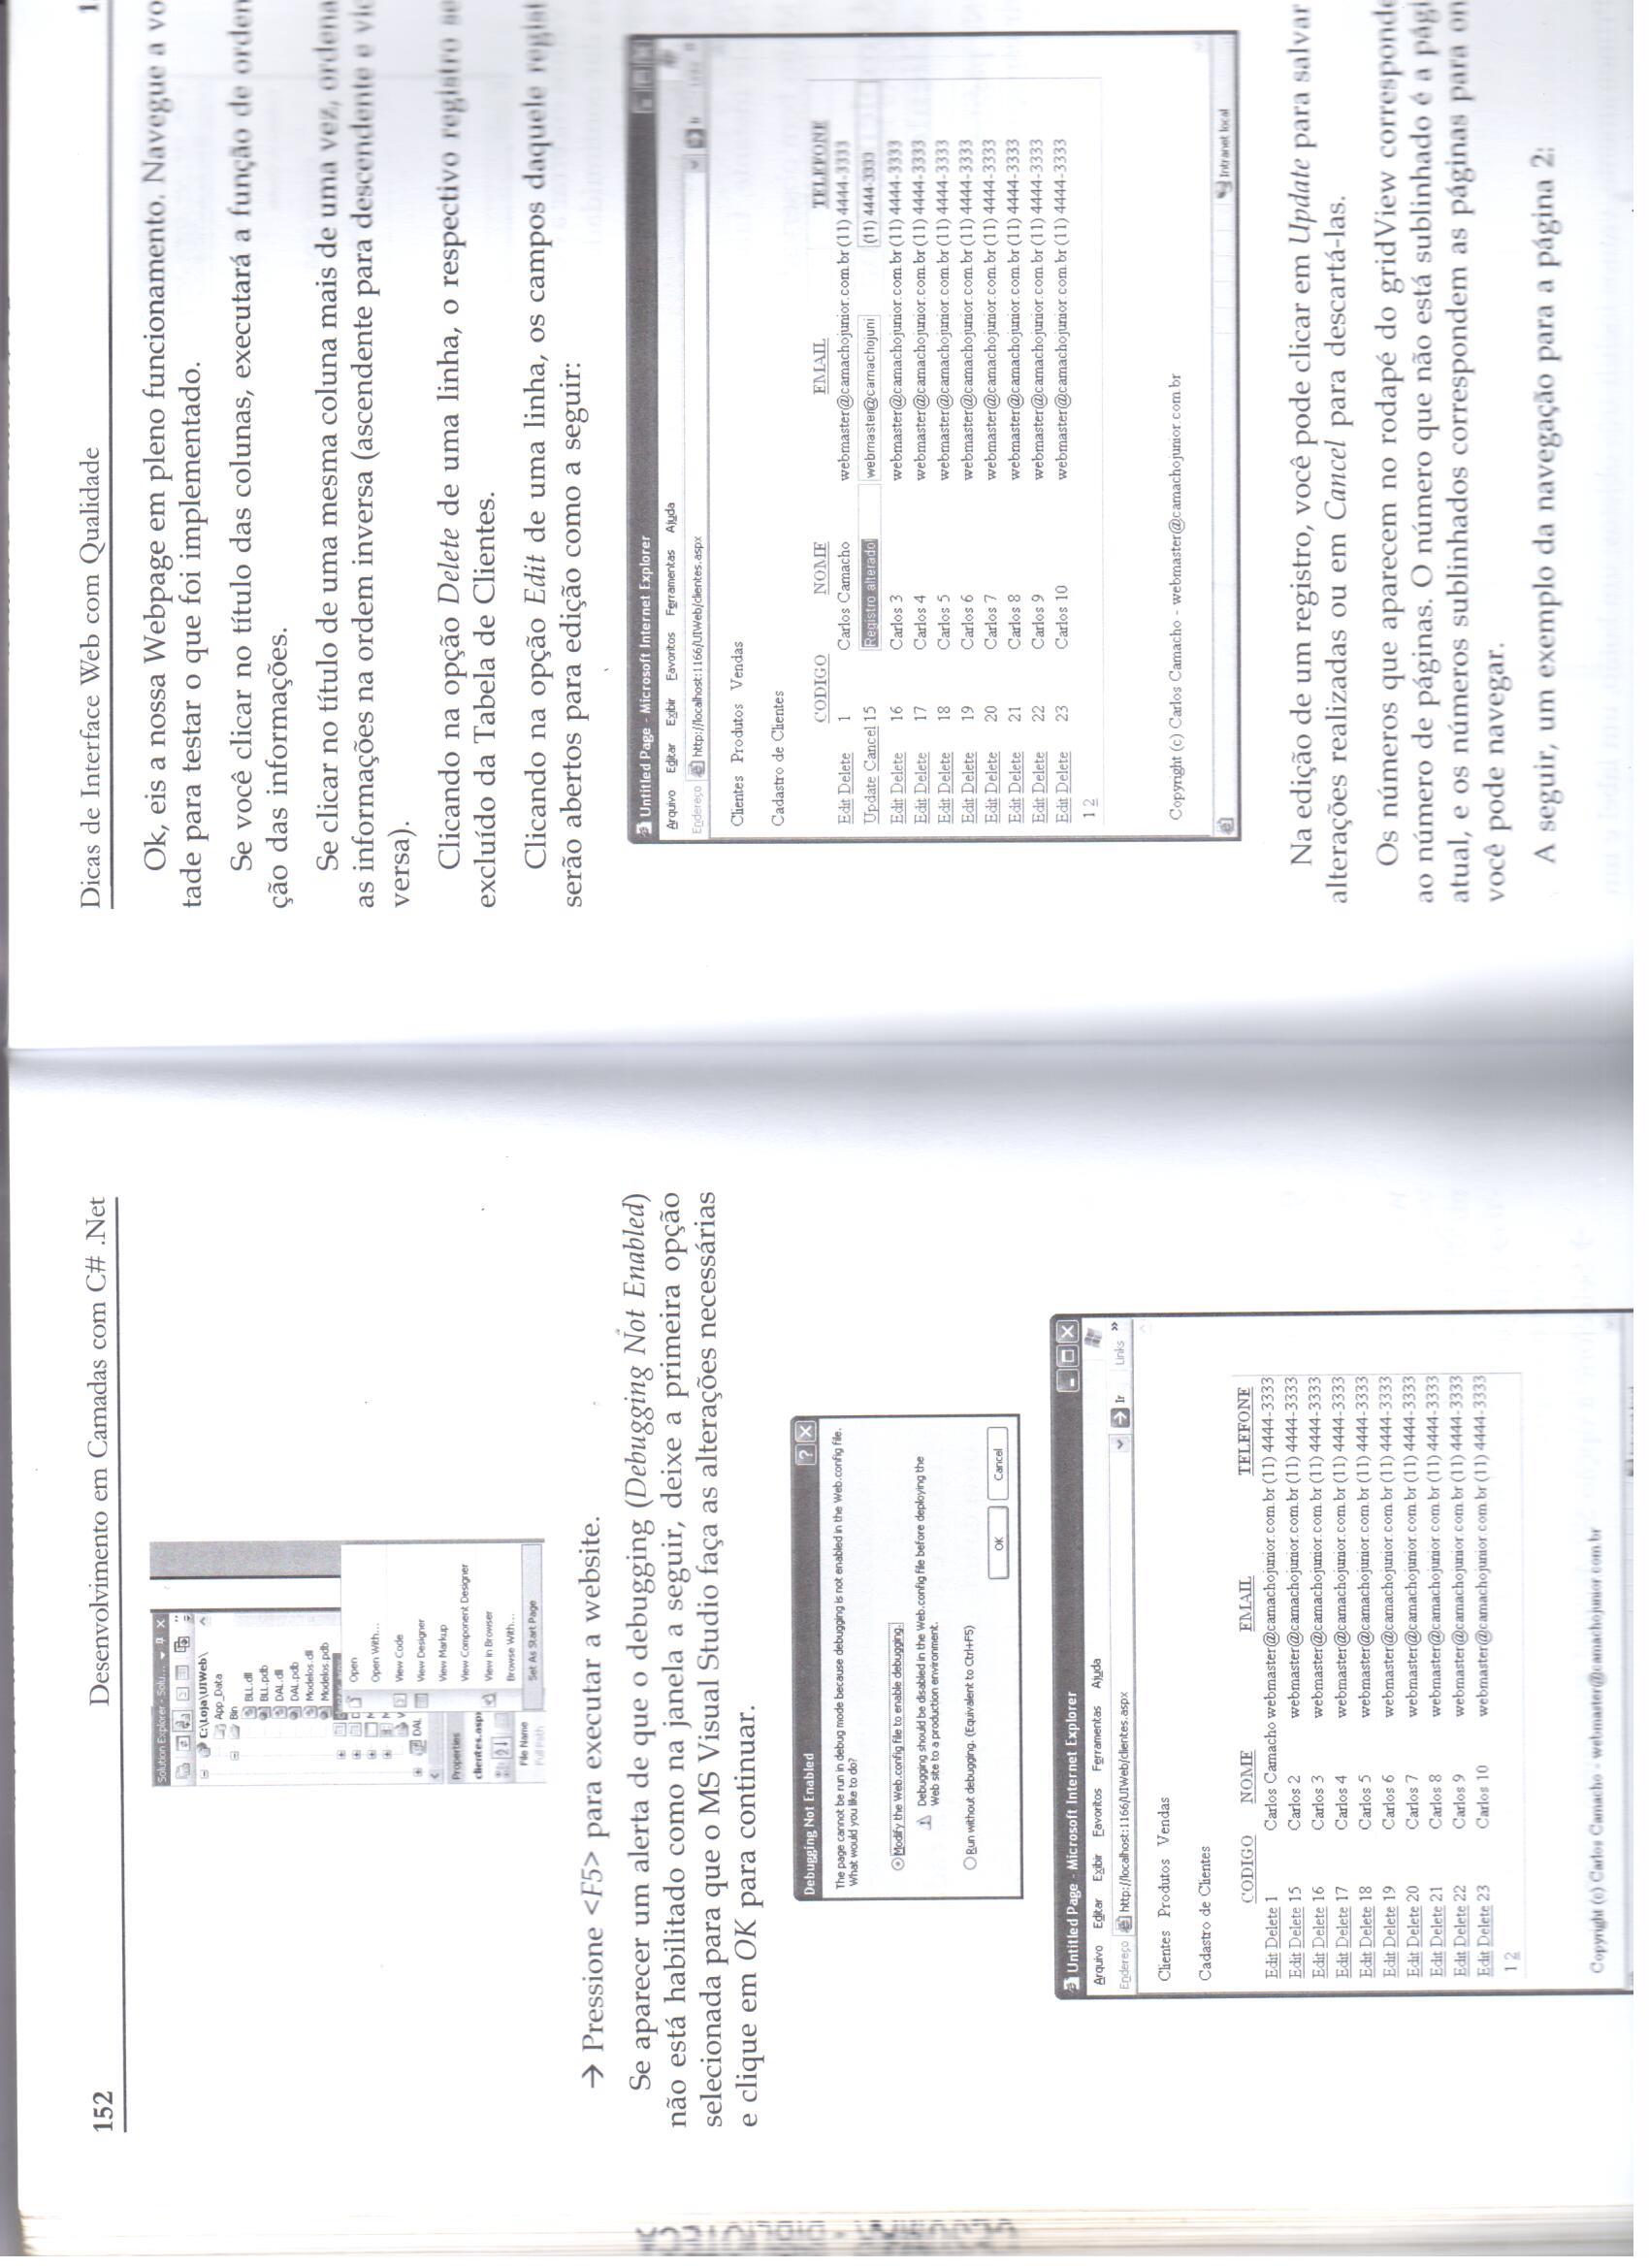 152
Desenvolvimento em Camadas com C# .Net
Solution Explorer - Solu...
C:\Loja\UIWeb\
App_Data
Bin
BLL.dll
BLL.pdb
DAL.dll
DAL.pdb
Modelos.dll
Modelos.pdb
DAL
Open
Open With...
View Code
View Designer
View Markup
View Component Designer
View in Browser
Browse With...
Set As Start Page
Properties
clientes.asp
File Name
Full Path
→ Pressione <F5> para executar a website.
Se aparecer um alerta de que o debugging (Debugging Not Enabled)
não está habilitado como na janela a seguir, deixe a primeira opção
selecionada para que o MS Visual Studio faça as alterações necessárias
e clique em OK para continuar.
Debugging Not Enabled
The page cannot be run in debug mode because debugging is not enabled in the Web.config file.
What would you like to do?
Modify the Web.config file to enable debugging.
Debugging should be disabled in the Web.config file before deploying the
Web site to a production environment.
Run without debugging. (Equivalent to Ctrl+F5)
OK Cancel
Untitled Page - Microsoft Internet Explorer
Arquivo Editar Exibir Favoritos Ferramentas Ajuda
Endereço http://localhost:1166/UIWeb/clientes.aspx Ir Links »
Clientes Produtos Vendas
Cadastro de Clientes
CODIGO NOME EMAIL TELEFONE
Edit Delete 1 Carlos Camacho webmaster@camachojunior.com.br (11) 4444-3333
Edit Delete 15 Carlos 2 webmaster@camachojunior.com.br (11) 4444-3333
Edit Delete 16 Carlos 3 webmaster@camachojunior.com.br (11) 4444-3333
Edit Delete 17 Carlos 4 webmaster@camachojunior.com.br (11) 4444-3333
Edit Delete 18 Carlos 5 webmaster@camachojunior.com.br (11) 4444-3333
Edit Delete 19 Carlos 6 webmaster@camachojunior.com.br (11) 4444-3333
Edit Delete 20 Carlos 7 webmaster@camachojunior.com.br (11) 4444-3333
Edit Delete 21 Carlos 8 webmaster@camachojunior.com.br (11) 4444-3333
Edit Delete 22 Carlos 9 webmaster@camachojunior.com.br (11) 4444-3333
Edit Delete 23 Carlos 10 webmaster@camachojunior.com.br (11) 4444-3333
1 2
Copyright (c) Carlos Camacho - webmaster@camachojunior.com.br
Dicas de Interface Web com Qualidade 1
Ok, eis a nossa Webpage em pleno funcionamento. Navegue a vo
tade para testar o que foi implementado.
Se você clicar no título das colunas, executará a função de orden
ção das informações.
Se clicar no título de uma mesma coluna mais de uma vez, ordena
as informações na ordem inversa (ascendente para descendente e vic
versa).
Clicando na opção Delete de uma linha, o respectivo registro se
excluído da Tabela de Clientes.
Clicando na opção Edit de uma linha, os campos daquele regist
serão abertos para edição como a seguir:
Untitled Page - Microsoft Internet Explorer
Arquivo Editar Exibir Favoritos Ferramentas Ajuda
Endereço http://localhost:1166/UIWeb/clientes.aspx Ir
Clientes Produtos Vendas
Cadastro de Clientes
CODIGO NOME EMAIL TELEFONE
Edit Delete 1 Carlos Camacho webmaster@camachojunior.com.br (11) 4444-3333
Update Cancel 15 Registro alterado! webmaster@camachojuni (11) 4444-3333
Edit Delete 16 Carlos 3 webmaster@camachojunior.com.br (11) 4444-3333
Edit Delete 17 Carlos 4 webmaster@camachojunior.com.br (11) 4444-3333
Edit Delete 18 Carlos 5 webmaster@camachojunior.com.br (11) 4444-3333
Edit Delete 19 Carlos 6 webmaster@camachojunior.com.br (11) 4444-3333
Edit Delete 20 Carlos 7 webmaster@camachojunior.com.br (11) 4444-3333
Edit Delete 21 Carlos 8 webmaster@camachojunior.com.br (11) 4444-3333
Edit Delete 22 Carlos 9 webmaster@camachojunior.com.br (11) 4444-3333
Edit Delete 23 Carlos 10 webmaster@camachojunior.com.br (11) 4444-3333
1 2
Copyright (c) Carlos Camacho - webmaster@camachojunior.com.br
Intranet local
Na edição de um registro, você pode clicar em Update para salvar
alterações realizadas ou em Cancel para descartá-las.
Os números que aparecem no rodapé do gridView corresponde
ao número de páginas. O número que não está sublinhado é a pági
atual, e os números sublinhados correspondem as páginas para on
você pode navegar.
A seguir, um exemplo da navegação para a página 2: